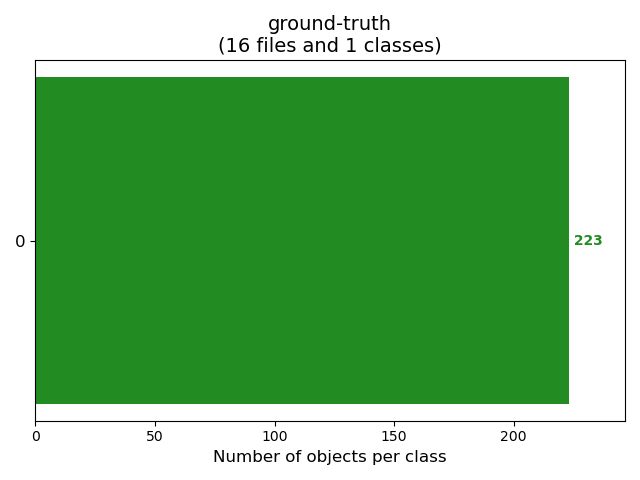 ground-truth
(16 files and 1 classes)
0
223
0 50 100 150 200
Number of objects per class